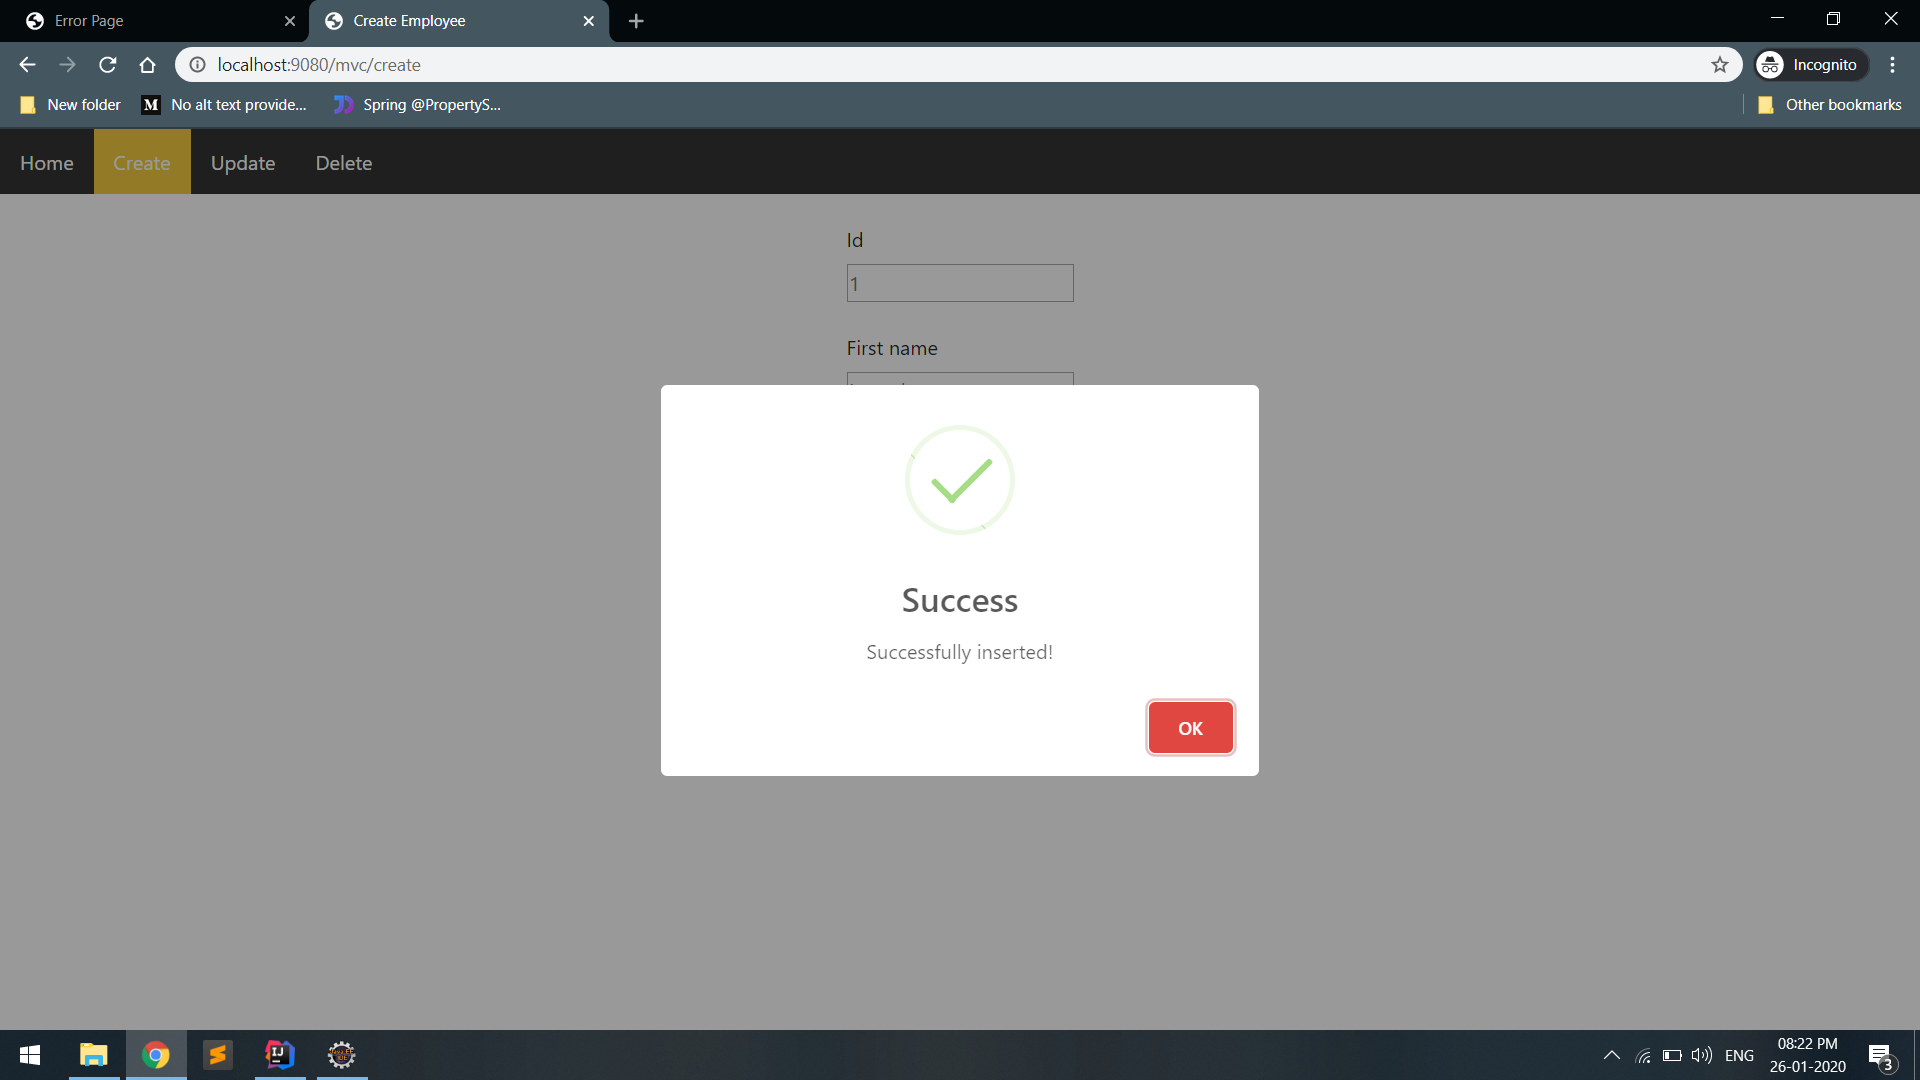 Error Page
Create Employee
localhost:9080/mvc/create
Incognito
New folder
M No alt text provide...
Spring @PropertyS...
Other bookmarks
Home
Create
Update
Delete
Id
1
First name
Success
Successfully inserted!
OK
ENG
08:22 PM
26-01-2020
3